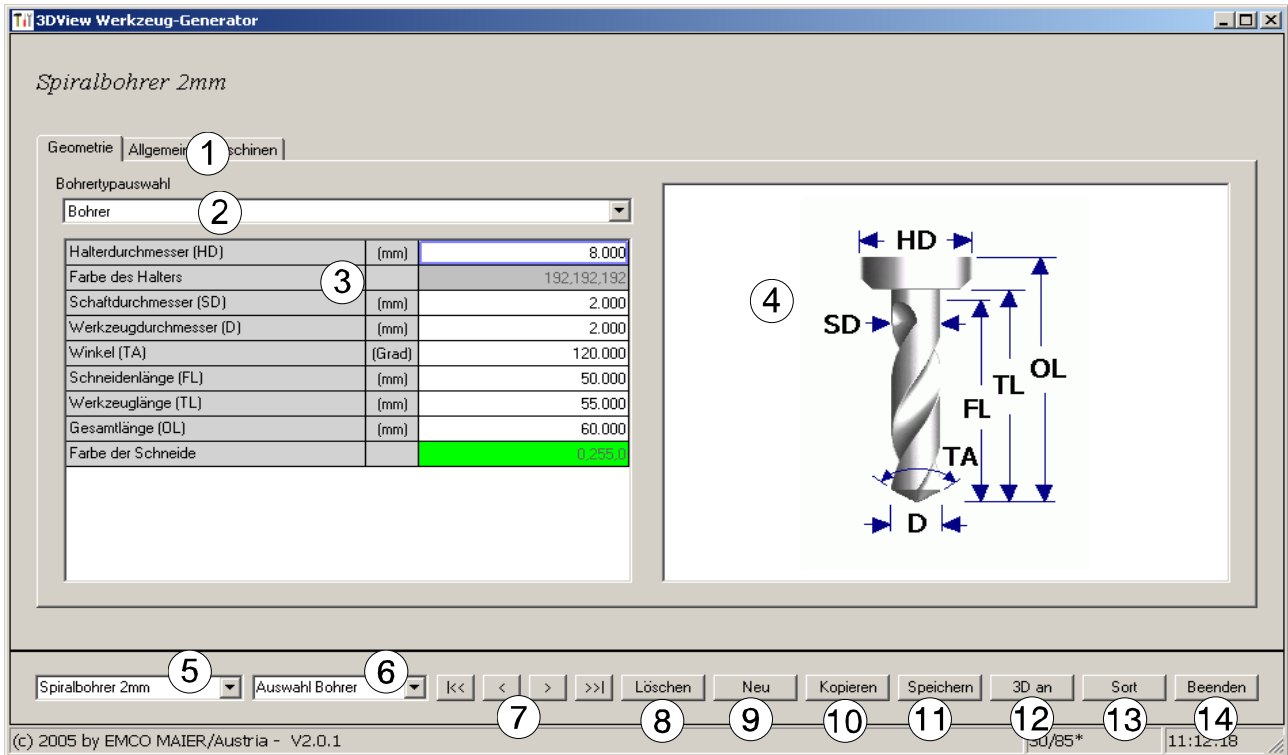 3DView Werkzeug-Generator
Spiralbohrer 2mm
Geometrie
1
Bohrertypauswahl
Bohrer
2
Halterdurchmesser (HD) (mm) 8.000
Farbe des Halters 192,192,192
3
Schaftdurchmesser (SD) (mm) 2.000
Werkzeugdurchmesser (D) (mm) 2.000
Winkel (TA) (Grad) 120.000
Schneidenlänge (FL) (mm) 50.000
Werkzeuglänge (TL) (mm) 55.000
Gesamtlänge (OL) (mm) 60.000
Farbe der Schneide 0,255,0
HD
4
SD
OL
TL
FL
TA
D
5
6
Spiralbohrer 2mm Auswahl Bohrer |<< < > >>| Löschen Neu Kopieren Speichern 3D an Sort Beenden
7 8 9 10 11 12 13 14
(c) 2005 by EMCO MAIER/Austria - V2.0.1 11:12:18